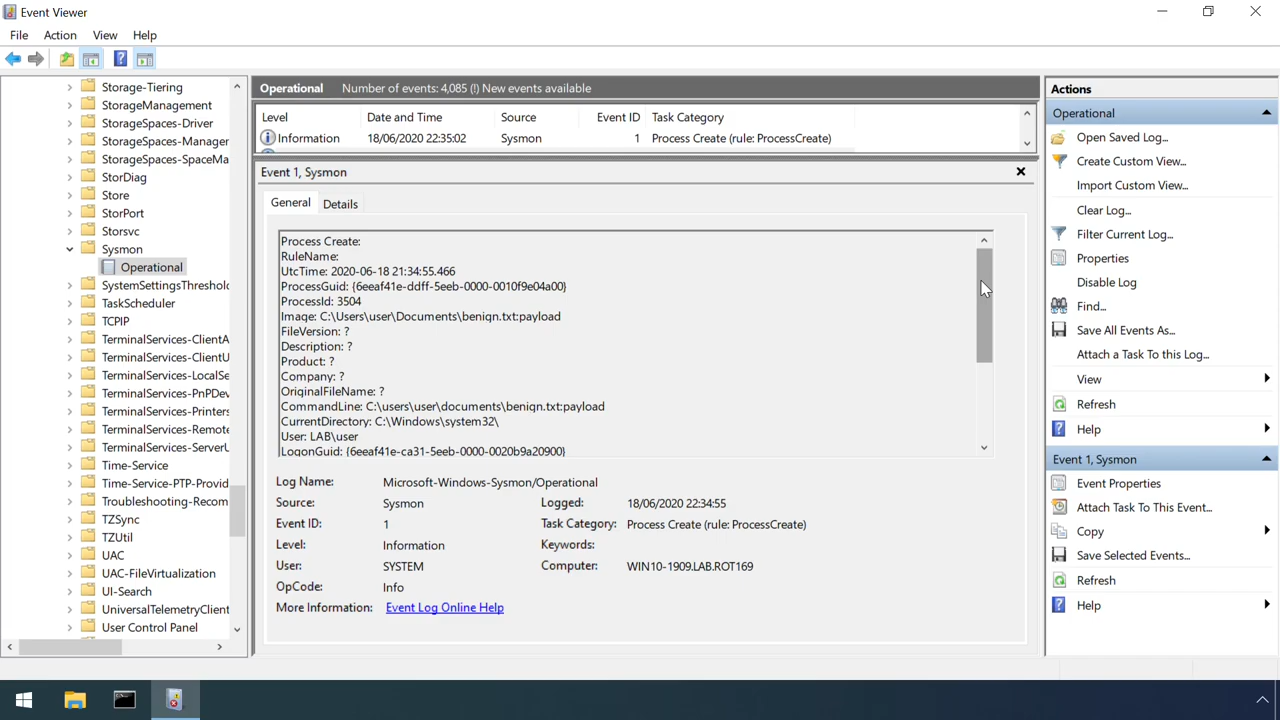 Event Viewer
File Action View Help
Storage-Tiering
StorageManagement
StorageSpaces-Driver
StorageSpaces-Manager
StorageSpaces-SpaceMa
StorDiag
Store
StorPort
Storsvc
Sysmon
Operational
SystemSettingsThreshold
TaskScheduler
TCPIP
TerminalServices-ClientA
TerminalServices-ClientU
TerminalServices-LocalSe
TerminalServices-PnPDev
TerminalServices-Printers
TerminalServices-Remote
TerminalServices-ServerU
Time-Service
Time-Service-PTP-Provid
Troubleshooting-Recom
TZSync
TZUtil
UAC
UAC-FileVirtualization
UI-Search
UniversalTelemetryClient
User Control Panel
Operational Number of events: 4,085 (!) New events available
Level Date and Time Source Event ID Task Category
Information 18/06/2020 22:35:02 Sysmon 1 Process Create (rule: ProcessCreate)
Event 1, Sysmon
General Details
Process Create:
RuleName:
UtcTime: 2020-06-18 21:34:55.466
ProcessGuid: {6eeaf41e-ddff-5eeb-0000-0010f9e04a00}
ProcessId: 3504
Image: C:\Users\user\Documents\benign.txt:payload
FileVersion: ?
Description: ?
Product: ?
Company: ?
OriginalFileName: ?
CommandLine: C:\users\user\documents\benign.txt:payload
CurrentDirectory: C:\Windows\system32\
User: LAB\user
LogonGuid: {6eeaf41e-ca31-5eeb-0000-0020b9a20900}
Log Name: Microsoft-Windows-Sysmon/Operational
Source: Sysmon Logged: 18/06/2020 22:34:55
Event ID: 1 Task Category: Process Create (rule: ProcessCreate)
Level: Information Keywords:
User: SYSTEM Computer: WIN10-1909.LAB.ROT169
OpCode: Info
More Information: Event Log Online Help
Actions
Operational
Open Saved Log...
Create Custom View...
Import Custom View...
Clear Log...
Filter Current Log...
Properties
Disable Log
Find...
Save All Events As...
Attach a Task To this Log...
View
Refresh
Help
Event 1, Sysmon
Event Properties
Attach Task To This Event...
Copy
Save Selected Events...
Refresh
Help